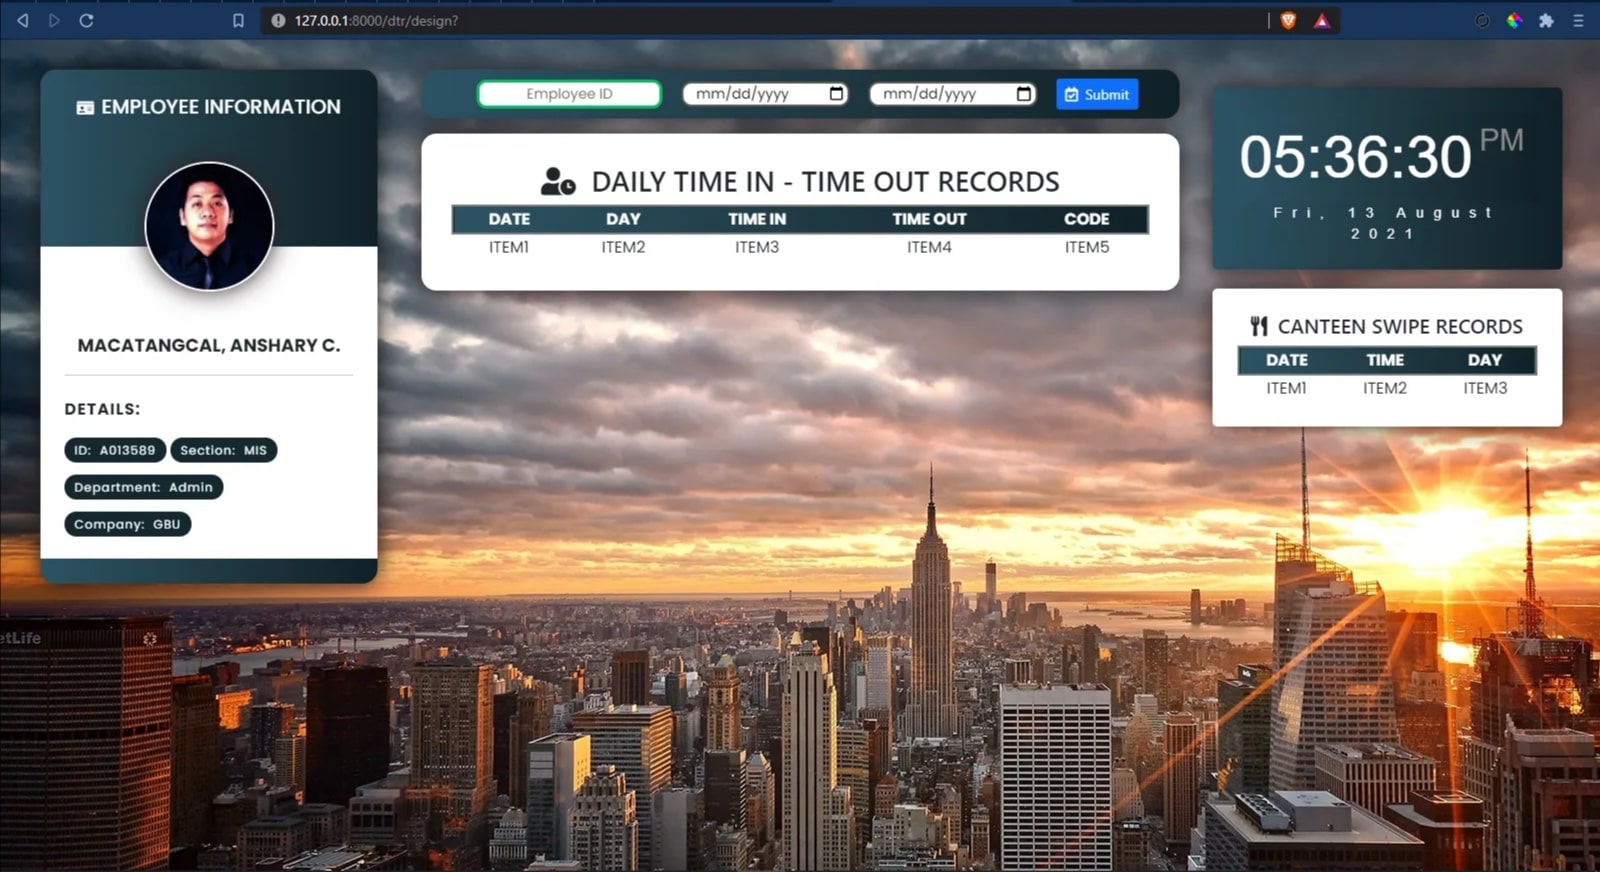 127.0.0.1:8000/dtr/design?
EMPLOYEE INFORMATION
MACATANGCAL, ANSHARY C.
DETAILS:
ID: A013589 Section: MIS
Department: Admin
Company: GBU
Employee ID mm/dd/yyyy mm/dd/yyyy Submit
DAILY TIME IN - TIME OUT RECORDS
DATE DAY TIME IN TIME OUT CODE
ITEM1 ITEM2 ITEM3 ITEM4 ITEM5
05:36:30 PM
Fri, 13 August
2021
CANTEEN SWIPE RECORDS
DATE TIME DAY
ITEM1 ITEM2 ITEM3
etLife